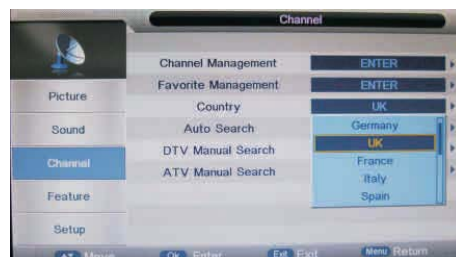 Channel
Channel Management ENTER
Favorite Management ENTER
Picture
Country UK
Sound
Auto Search Germany
UK
DTV Manual Search
Channel
France
ATV Manual Search
Italy
Feature
Spain
Setup
Move OK Enter Exit Exit Menu Return